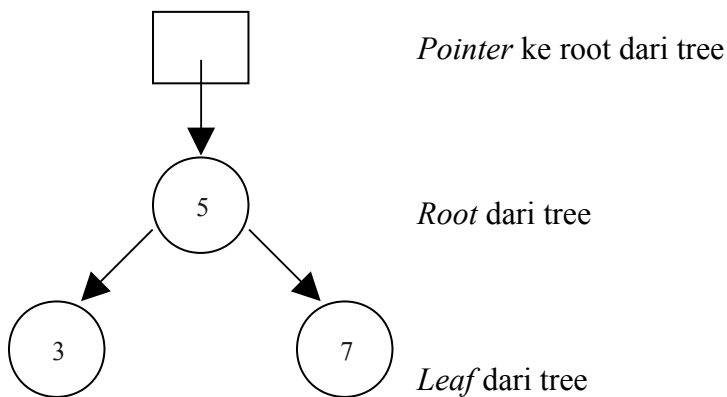 Pointer ke root dari tree
5
Root dari tree
3
7
Leaf dari tree